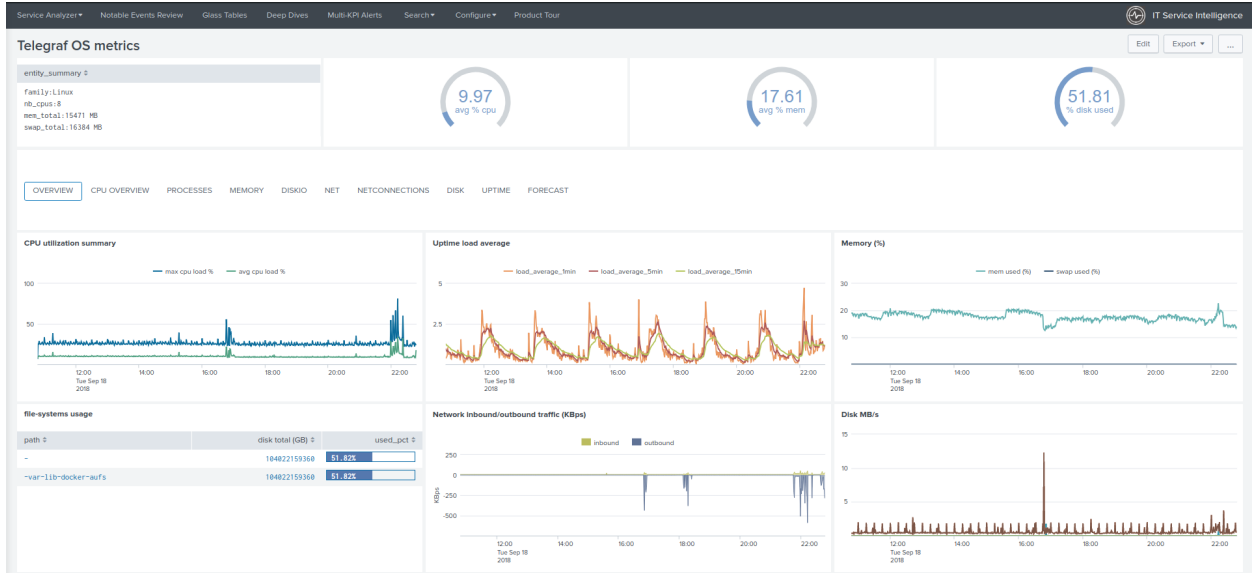 Service Analyzer▾ Notable Events Review Glass Tables Deep Dives Multi-KPI Alerts Search▾ Configure▾ Product Tour IT Service Intelligence
Telegraf OS metrics
Edit Export ▾ ...
entity_summary
family:Linux
nb_cpus:8
mem_total:15471 MB
swap_total:16384 MB
9.97
avg % cpu
17.61
avg % mem
51.81
% disk used
OVERVIEW CPU OVERVIEW PROCESSES MEMORY DISKIO NET NETCONNECTIONS DISK UPTIME FORECAST
CPU utilization summary
max cpu load % avg cpu load %
100
50
12:00 14:00 16:00 18:00 20:00 22:00
Tue Sep 18
2018
Uptime load average
load_average_1min load_average_5min load_average_15min
5
2.5
12:00 14:00 16:00 18:00 20:00 22:00
Tue Sep 18
2018
Memory (%)
mem used (%) swap used (%)
30
20
10
12:00 14:00 16:00 18:00 20:00 22:00
Tue Sep 18
2018
file-systems usage
path disk total (GB) used_pct
- 104022159360 51.82%
-var-lib-docker-aufs 104022159360 51.82%
Network inbound/outbound traffic (KBps)
inbound outbound
KBps
250
0
-250
-500
12:00 14:00 16:00 18:00 20:00 22:00
Tue Sep 18
2018
Disk MB/s
15
10
5
12:00 14:00 16:00 18:00 20:00 22:00
Tue Sep 18
2018